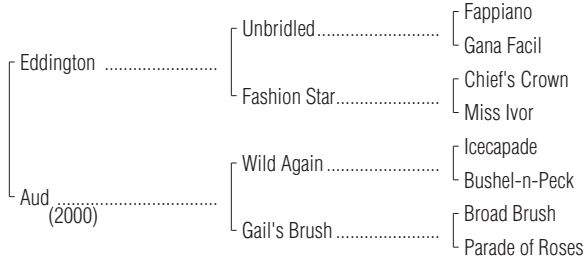 Fappiano
Unbridled........................
Gana Facil
Eddington ......................
Chief's Crown
Fashion Star.....................
Miss Ivor
Icecapade
Wild Again ......................
Bushel-n-Peck
Aud ................................
(2000)
Broad Brush
Gail's Brush ....................
Parade of Roses